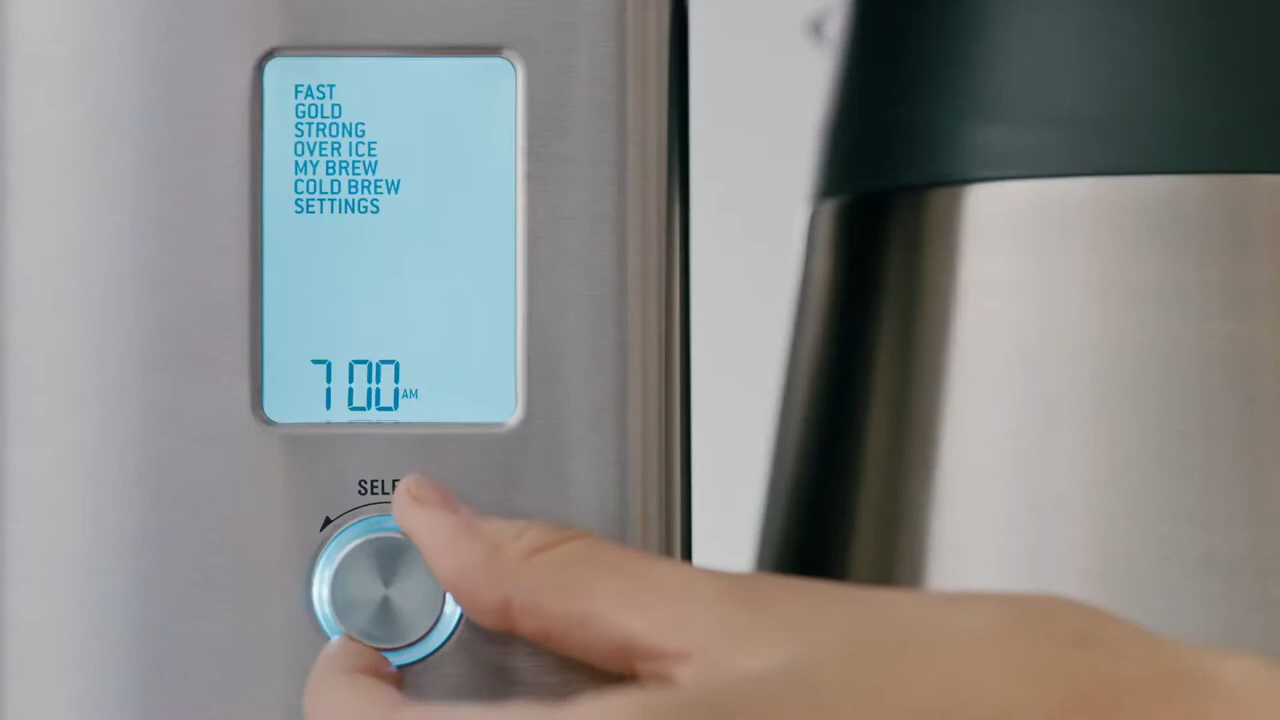 FAST
GOLD
STRONG
OVER ICE
MY BREW
COLD BREW
SETTINGS
7 00 AM